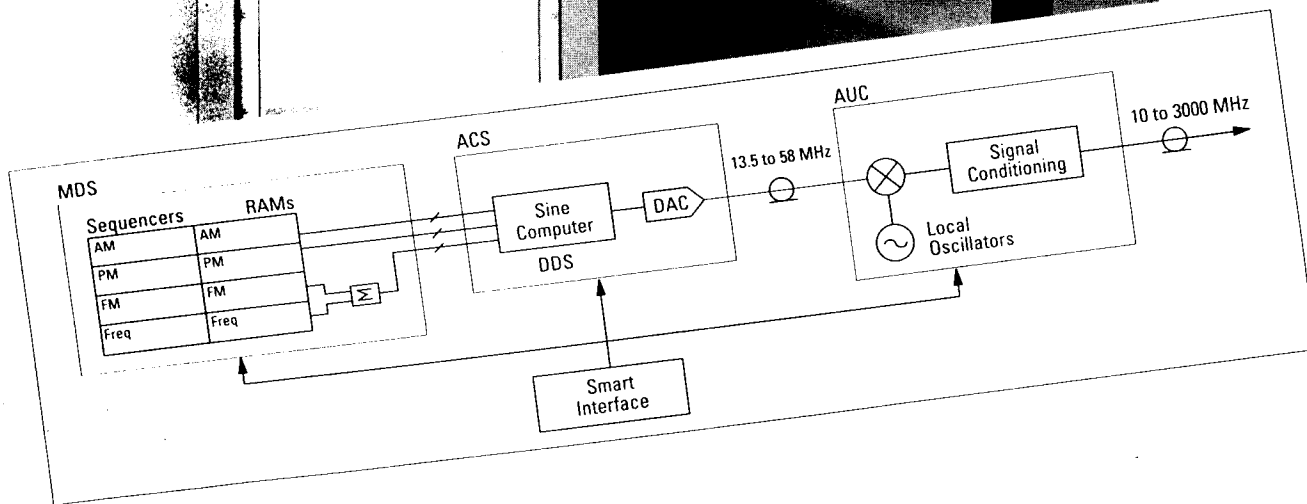 MDS
Sequencers RAMs
AM AM
PM PM
FM FM
Freq Freq
Σ
ACS
Sine
Computer
DDS
DAC
13.5 to 58 MHz
AUC
Signal
Conditioning
Local
Oscillators
10 to 3000 MHz
Smart
Interface